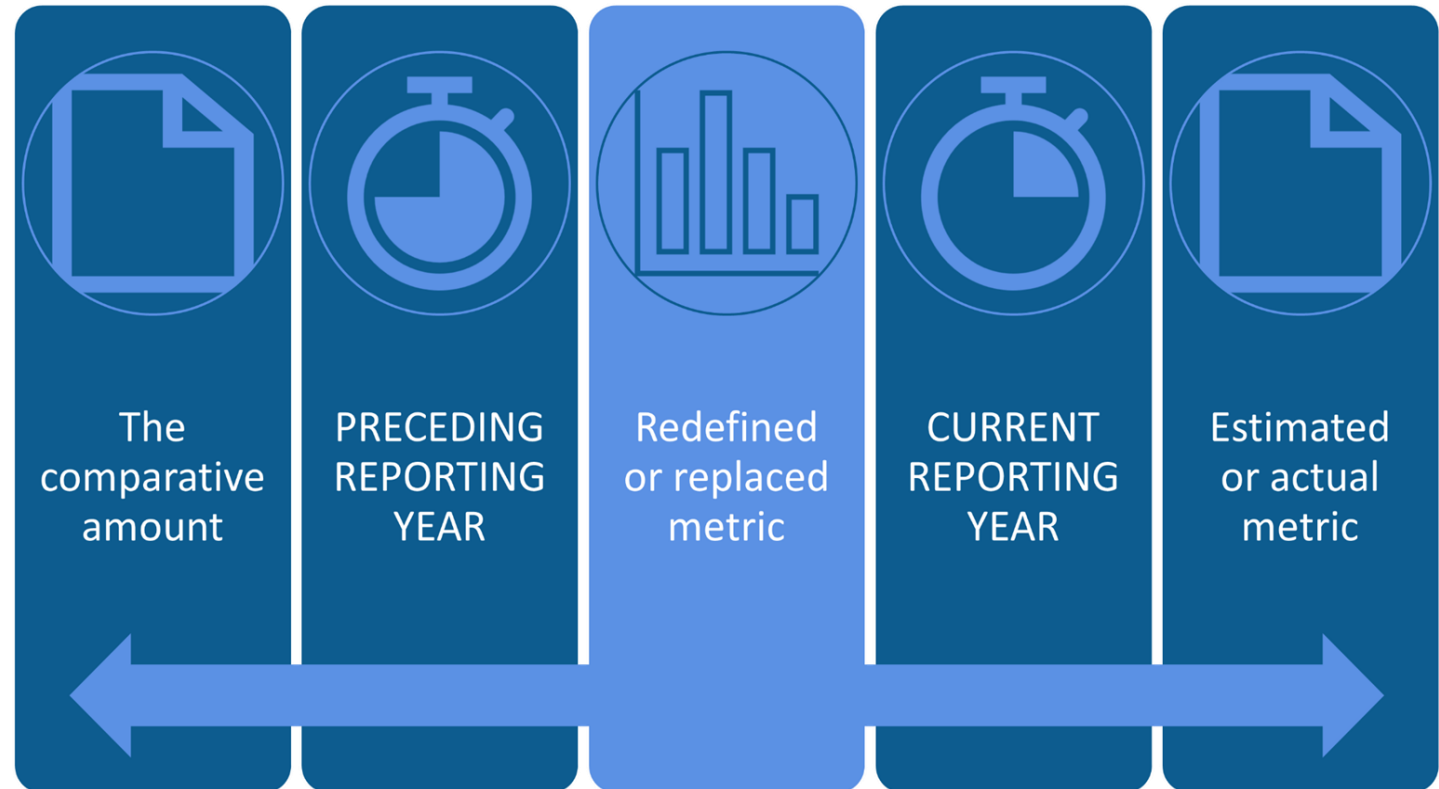 The
comparative
amount
PRECEDING
REPORTING
YEAR
Redefined
or replaced
metric
CURRENT
REPORTING
YEAR
Estimated
or actual
metric